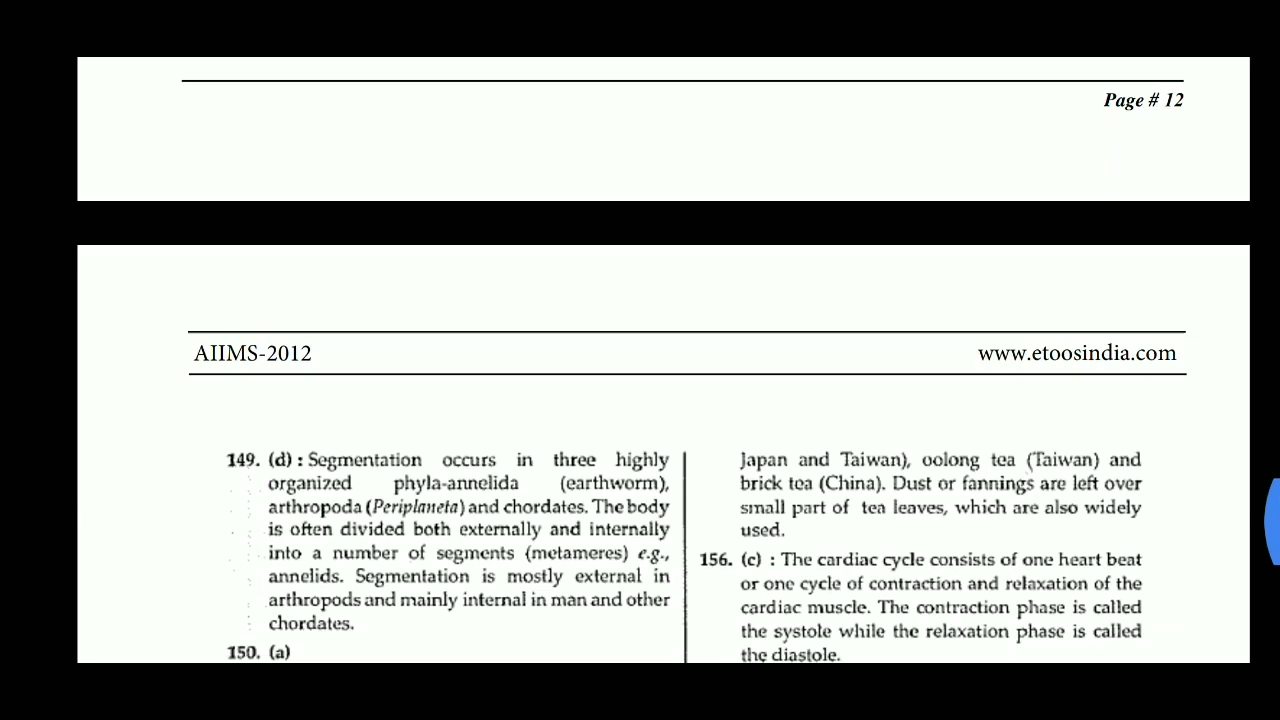 Page # 12
AIIMS-2012
www.etoosindia.com
149. (d) : Segmentation occurs in three highly
organized phyla-annelida (earthworm),
arthropoda (Periplaneta) and chordates. The body
is often divided both externally and internally
into a number of segments (metameres) e.g.,
annelids. Segmentation is mostly external in
arthropods and mainly internal in man and other
chordates.
150. (a)
Japan and Taiwan), oolong tea (Taiwan) and
brick tea (China). Dust or fannings are left over
small part of tea leaves, which are also widely
used.
156. (c) : The cardiac cycle consists of one heart beat
or one cycle of contraction and relaxation of the
cardiac muscle. The contraction phase is called
the systole while the relaxation phase is called
the diastole.